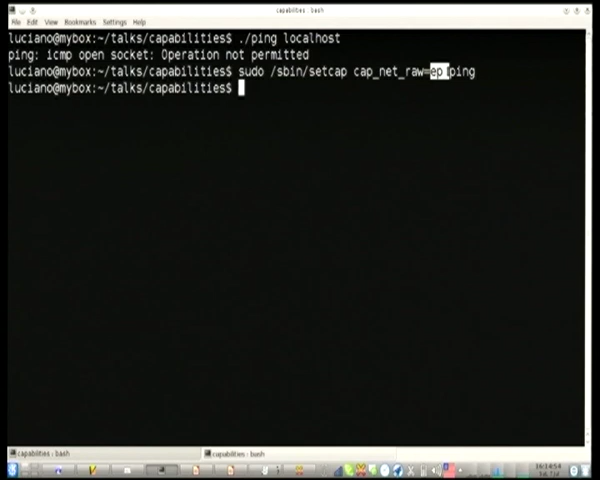 capabilities : bash
File Edit View Bookmarks Settings Help
luciano@mybox:~/talks/capabilities$ ./ping localhost
ping: icmp open socket: Operation not permitted
luciano@mybox:~/talks/capabilities$ sudo /sbin/setcap cap_net_raw=ep ping
luciano@mybox:~/talks/capabilities$
capabilities : bash
capabilities : bash